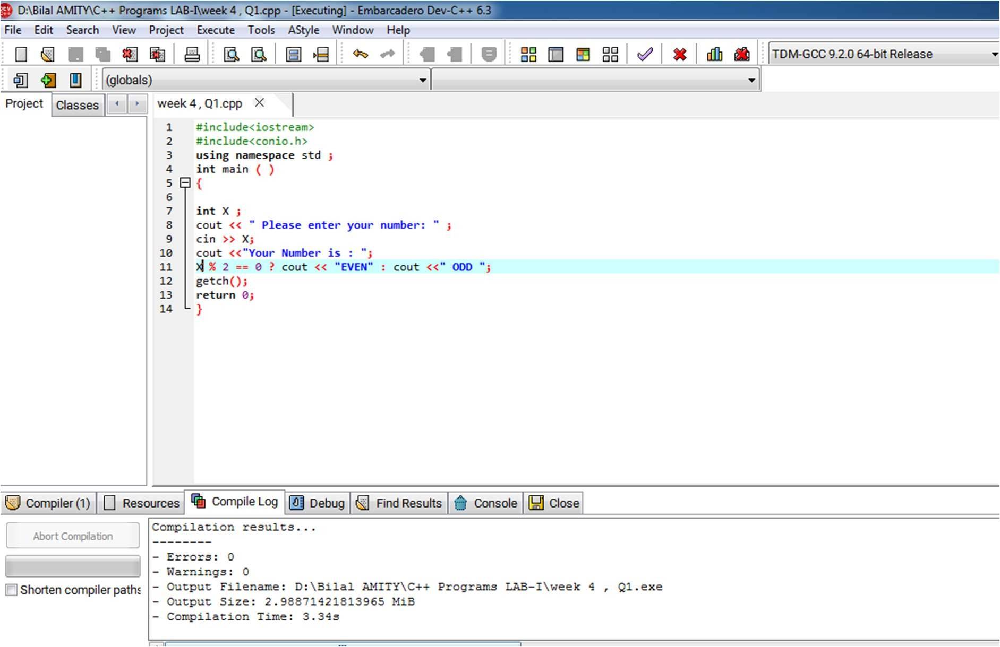 D:\Bilal AMITY\C++ Programs LAB-I\week 4 , Q1.cpp - [Executing] - Embarcadero Dev-C++ 6.3
File Edit Search View Project Execute Tools AStyle Window Help
TDM-GCC 9.2.0 64-bit Release
(globals)
Project Classes week 4 , Q1.cpp
1 #include<iostream>
2 #include<conio.h>
3 using namespace std ;
4 int main ( )
5 {
6
7 int X ;
8 cout << " Please enter your number: " ;
9 cin >> X;
10 cout <<"Your Number is : ";
11 X % 2 == 0 ? cout << "EVEN" : cout <<" ODD ";
12 getch();
13 return 0;
14 }
Compiler (1) Resources Compile Log Debug Find Results Console Close
Abort Compilation
Shorten compiler paths
Compilation results...
--------
- Errors: 0
- Warnings: 0
- Output Filename: D:\Bilal AMITY\C++ Programs LAB-I\week 4 , Q1.exe
- Output Size: 2.98871421813965 MiB
- Compilation Time: 3.34s